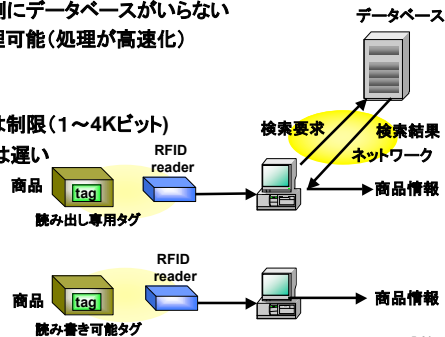 側にデータベースがいらない
データベース
理可能(処理が高速化)
は制限(1~4Kビット)
は遅い
検索要求
検索結果
ネットワーク
RFID
reader
商品
tag
商品情報
読み出し専用タグ
RFID
reader
商品
tag
商品情報
読み書き可能タグ